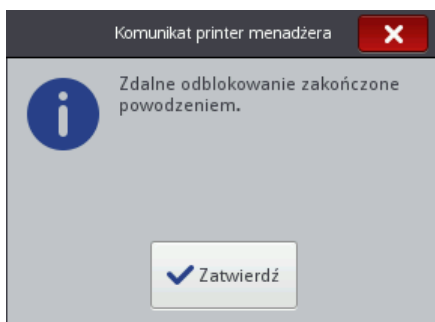 Komunikat printer menadżera
Zdalne odblokowanie zakończone
powodzeniem.
Zatwierdź